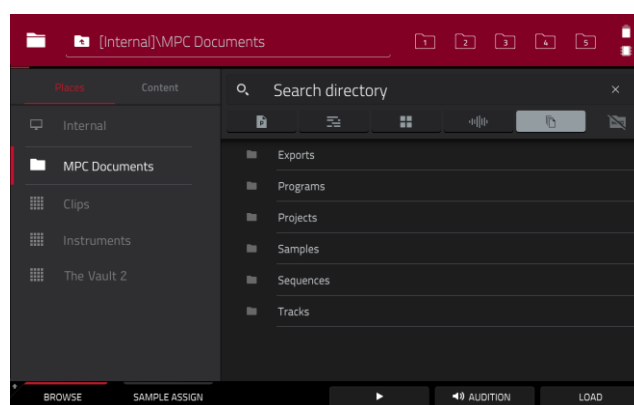 [Internal]\MPC Documents
1 2 3 4 5
Places Content
Search directory ×
P
Internal
MPC Documents
Clips
Instruments
The Vault 2
Exports
Programs
Projects
Samples
Sequences
Tracks
BROWSE SAMPLE ASSIGN AUDITION LOAD